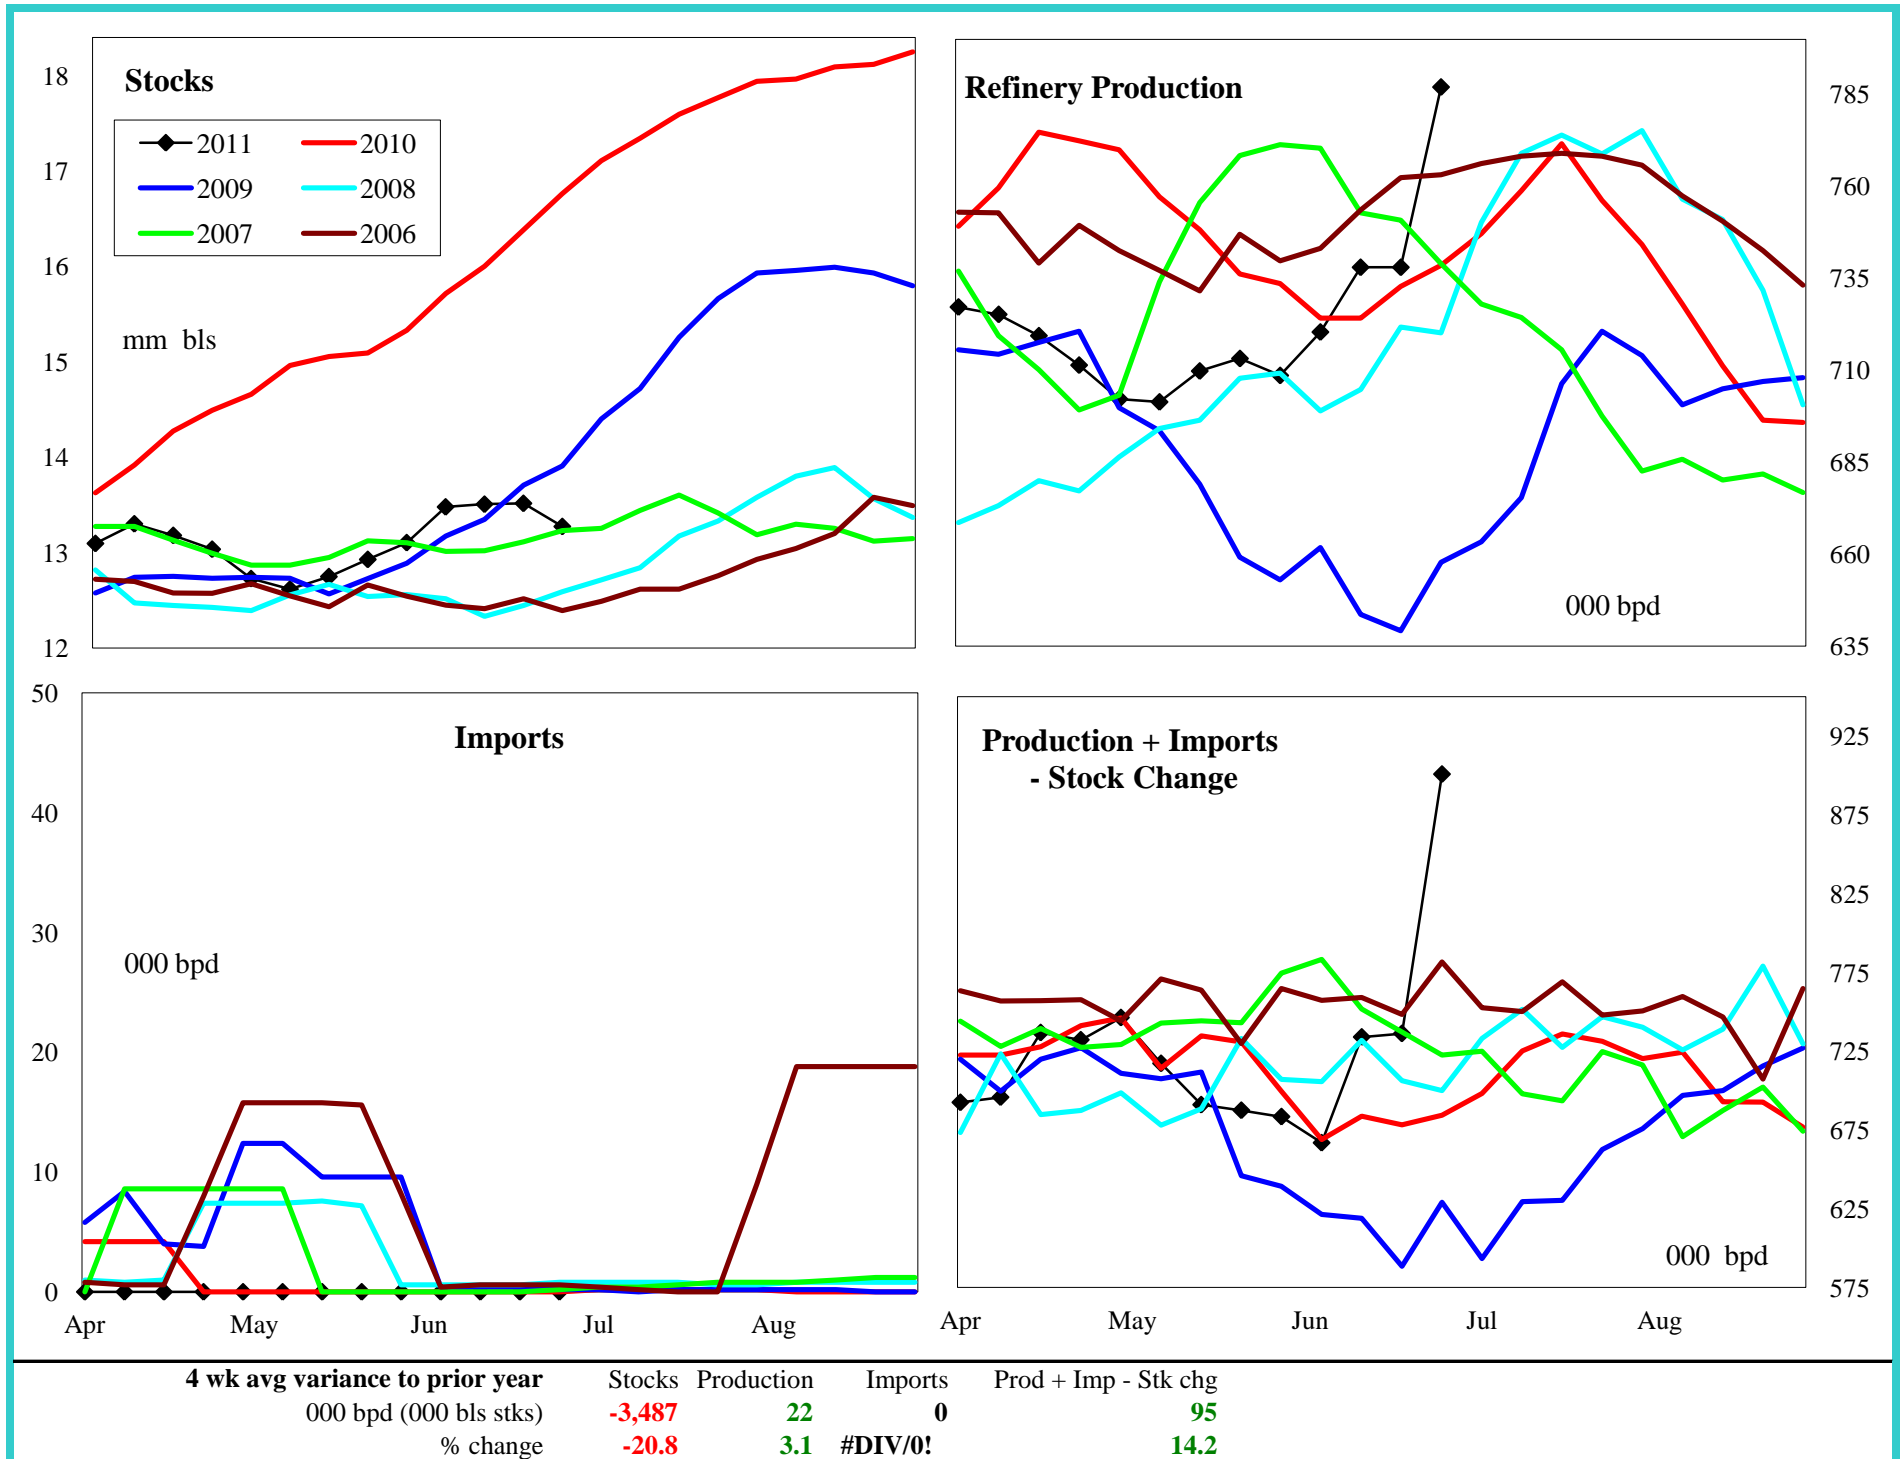 Stocks
2011 2010
2009 2008
2007 2006
mm bls
18
17
16
15
14
13
12
Refinery Production
000 bpd
785
760
735
710
685
660
635
Imports
000 bpd
50
40
30
20
10
0
Apr May Jun Jul Aug
Production + Imports
- Stock Change
000 bpd
925
875
825
775
725
675
625
575
Apr May Jun Jul Aug
4 wk avg variance to prior year Stocks Production Imports Prod + Imp - Stk chg
000 bpd (000 bls stks) -3,487 22 0 95
% change -20.8 3.1 #DIV/0! 14.2